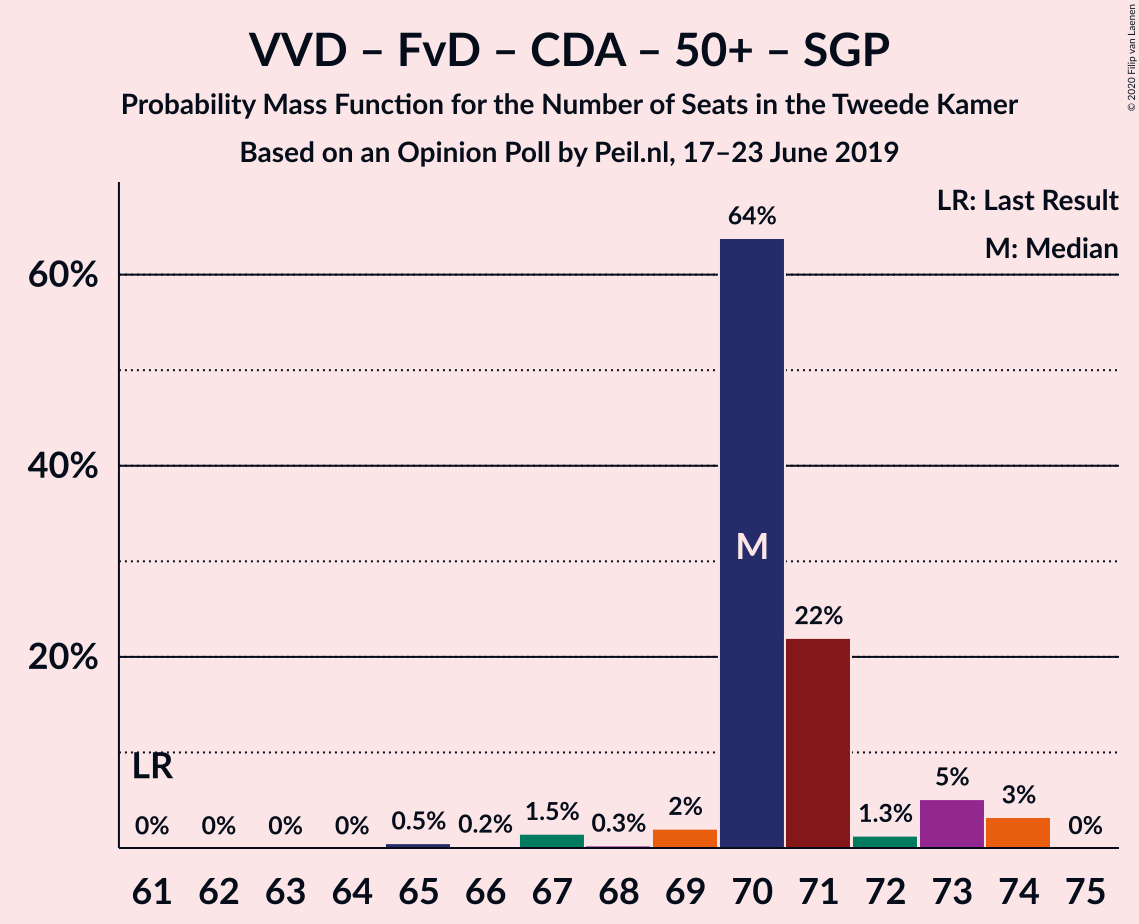 VVD – FvD – CDA – 50+ – SGP
Probability Mass Function for the Number of Seats in the Tweede Kamer
Based on an Opinion Poll by Peil.nl, 17–23 June 2019
© 2020 Filip van Laenen
LR: Last Result
M: Median
60%
40%
20%
LR
M
0% 0% 0% 0% 0.5% 0.2% 1.5% 0.3% 2% 64% 22% 1.3% 5% 3% 0%
61 62 63 64 65 66 67 68 69 70 71 72 73 74 75